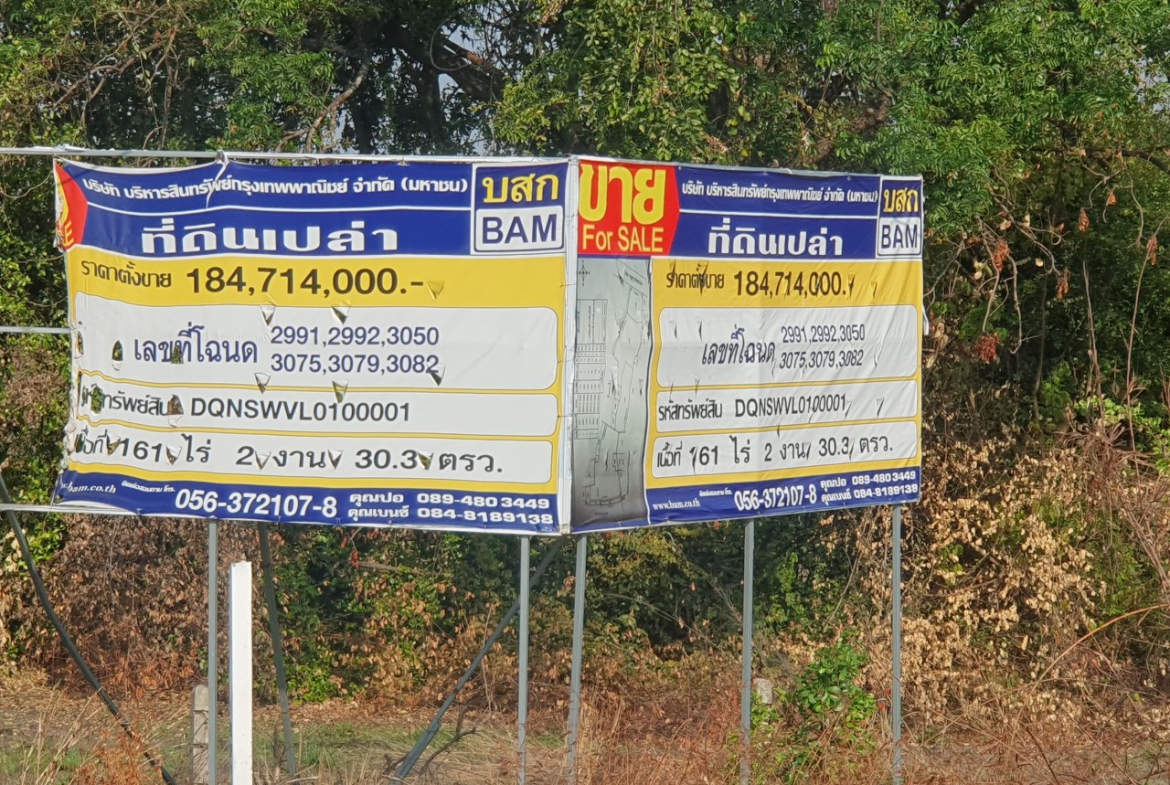 บริษัท บริหารสินทรัพย์กรุงเทพพาณิชย์ จำกัด (มหาชน)
บสก
BAM
ที่ดินเปล่า
ราคาตั้งขาย 184,714,000.-
เลขที่โฉนด 2991,2992,3050
3075,3079,3082
DQNSWVL0100001
เนื้อที่ 161 ไร่ 2 งาน 30.3 ตรว.
.bam.co.th
056-372107-8
คุณปอ 089-480 3449
คุณเบนซ์ 084-8189138
ขาย
For SALE
บริษัท บริหารสินทรัพย์กรุงเทพพาณิชย์ จำกัด (มหาชน)
บสก
BAM
ที่ดินเปล่า
ราคาตั้งขาย 184,714,000.-
เลขที่โฉนด 2991,2992,3050
3075,3079,3082
รหัสทรัพย์สิน DQNSWVL0100001
เนื้อที่ 161 ไร่ 2 งาน 30.3 ตรว.
www.bam.co.th
056-372107-8
คุณปอ 089-480 3449
คุณเบนซ์ 084-8189138